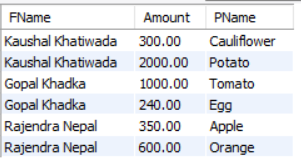 FName Amount PName
Kaushal Khatiwada 300.00 Cauliflower
Kaushal Khatiwada 2000.00 Potato
Gopal Khadka 1000.00 Tomato
Gopal Khadka 240.00 Egg
Rajendra Nepal 350.00 Apple
Rajendra Nepal 600.00 Orange